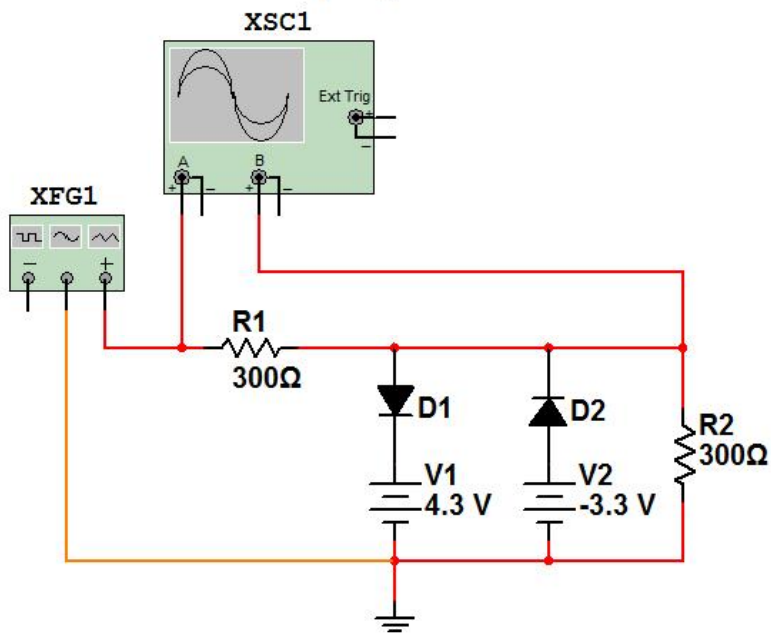 XSC1
Ext Trig
+
−
A
B
+ − + −
XFG1
− +
R1
300Ω
D1
D2
R2
300Ω
V1
4.3 V
V2
-3.3 V